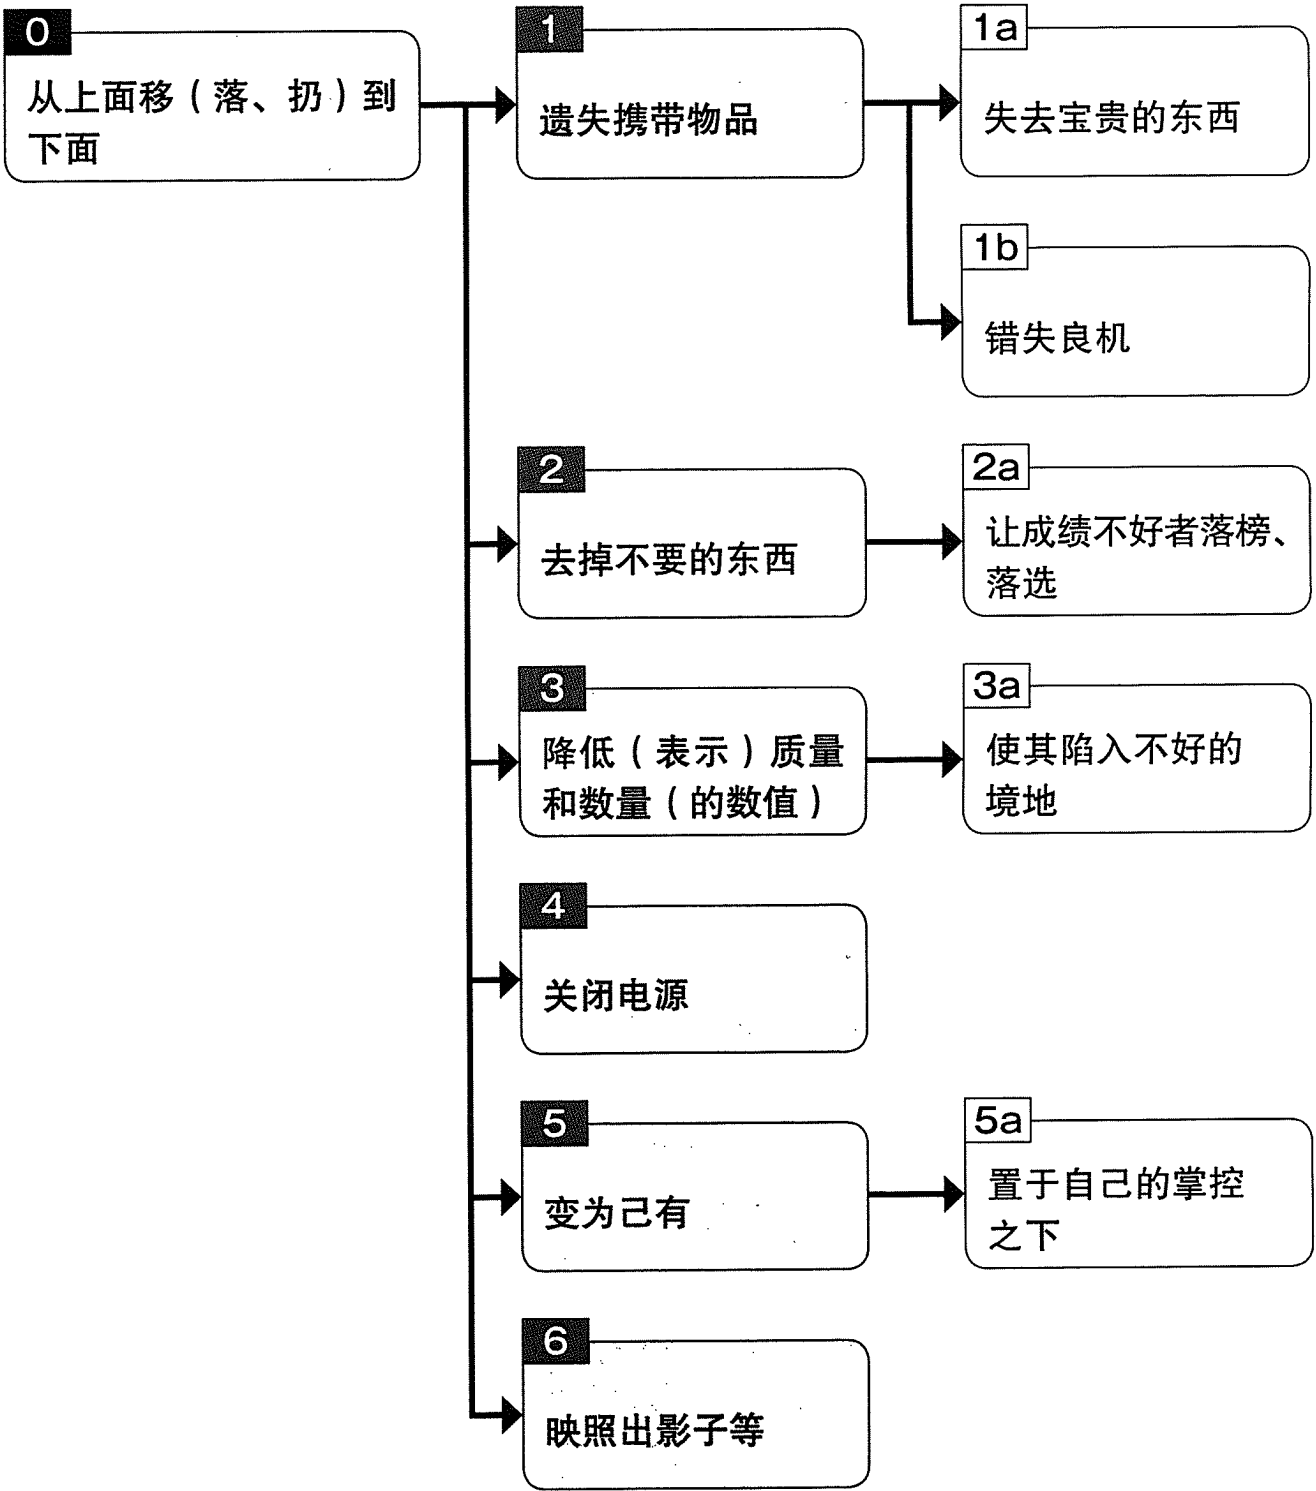 0
从上面移（落、扔）到
下面
1
遗失携带物品
1a
失去宝贵的东西
1b
错失良机
2
去掉不要的东西
2a
让成绩不好者落榜、
落选
3
降低（表示）质量
和数量（的数值）
3a
使其陷入不好的
境地
4
关闭电源
5
变为己有
5a
置于自己的掌控
之下
6
映照出影子等